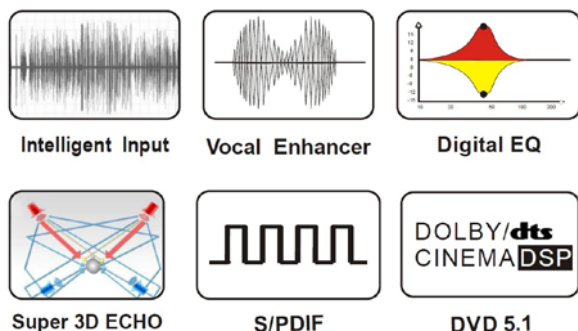 Intelligent Input
Vocal Enhancer
Digital EQ
DOLBY/dts
CINEMA DSP
Super 3D ECHO
S/PDIF
DVD 5.1